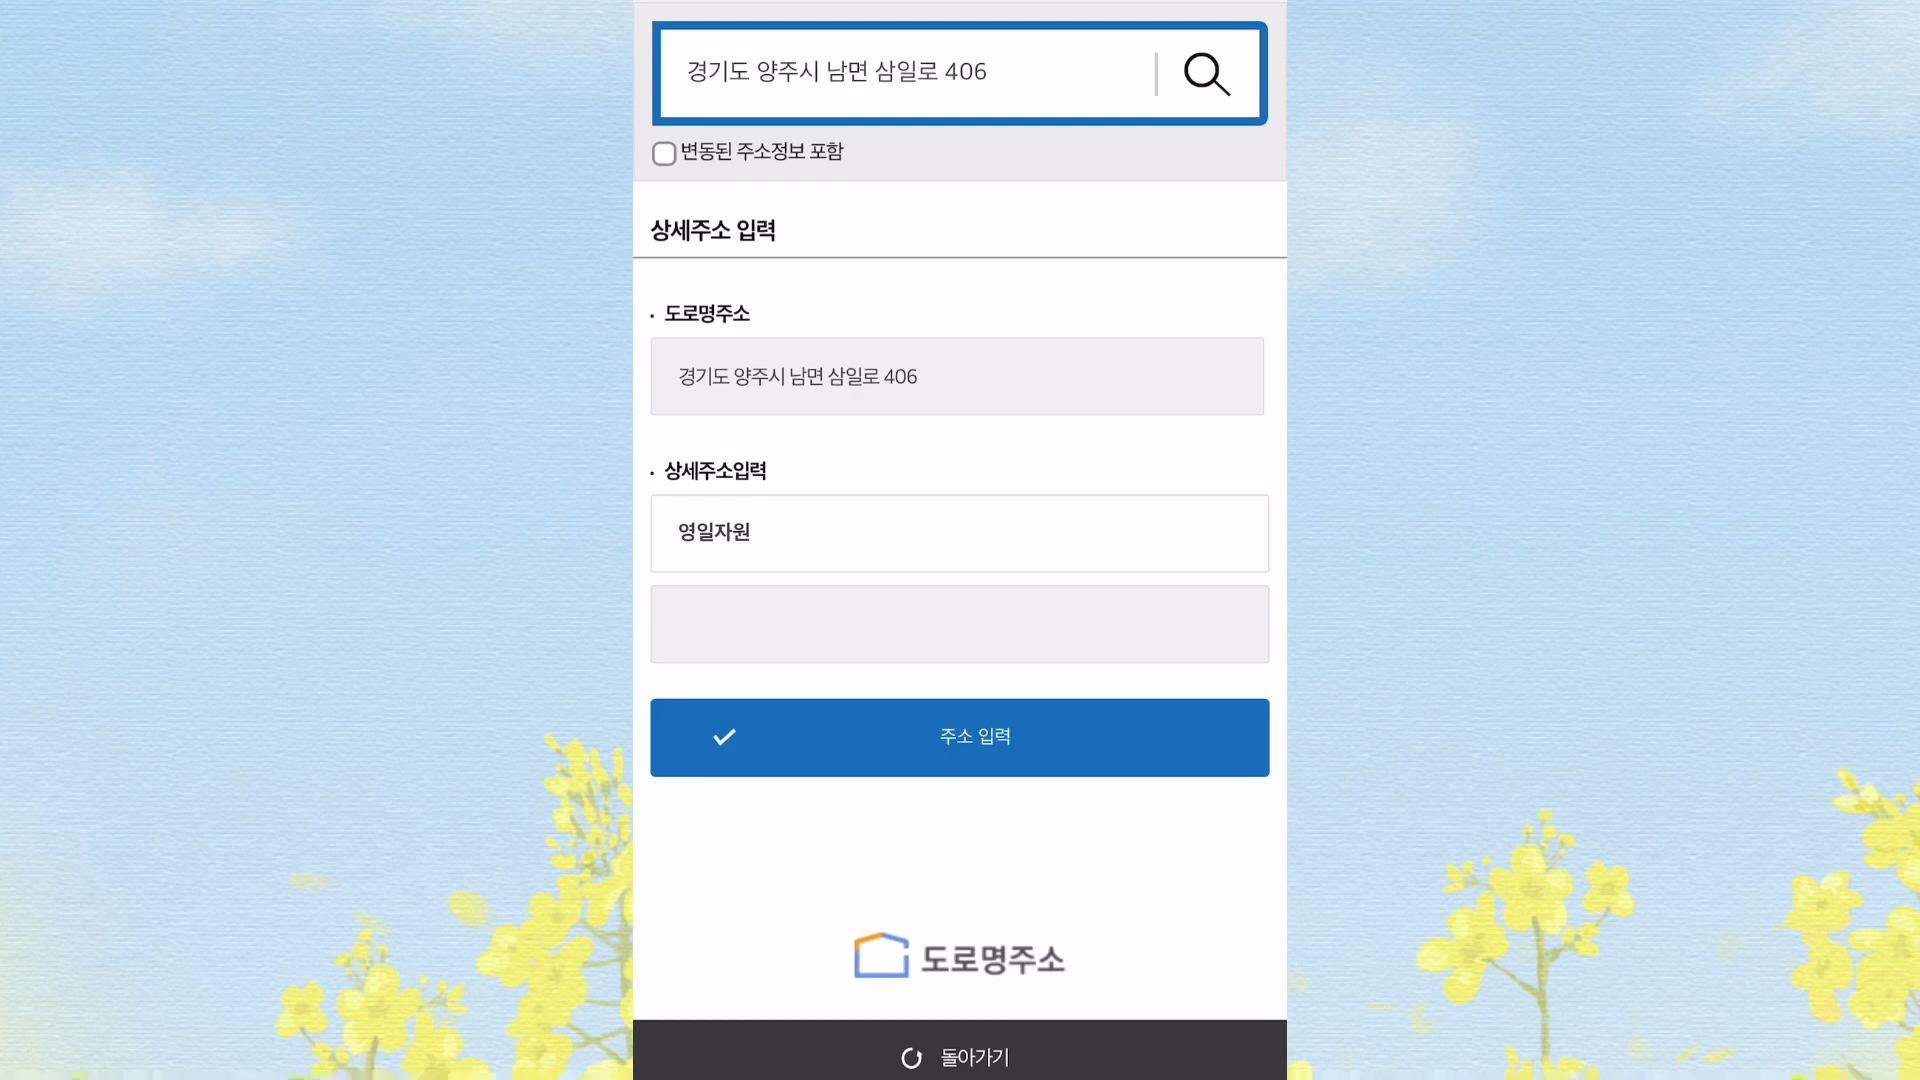 경기도 양주시 남면 삼일로 406
변동된 주소정보 포함
상세주소 입력
· 도로명주소
경기도 양주시 남면 삼일로 406
· 상세주소입력
영일자원
주소 입력
도로명주소
돌아가기